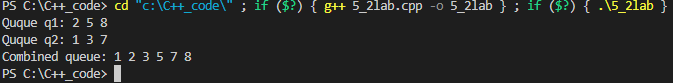 PS C:\C++_code> cd "c:\C++_code\" ; if ($?) { g++ 5_2lab.cpp -o 5_2lab } ; if ($?) { .\5_2lab }
Quque q1: 2 5 8
Quque q2: 1 3 7
Combined queue: 1 2 3 5 7 8
PS C:\C++_code>